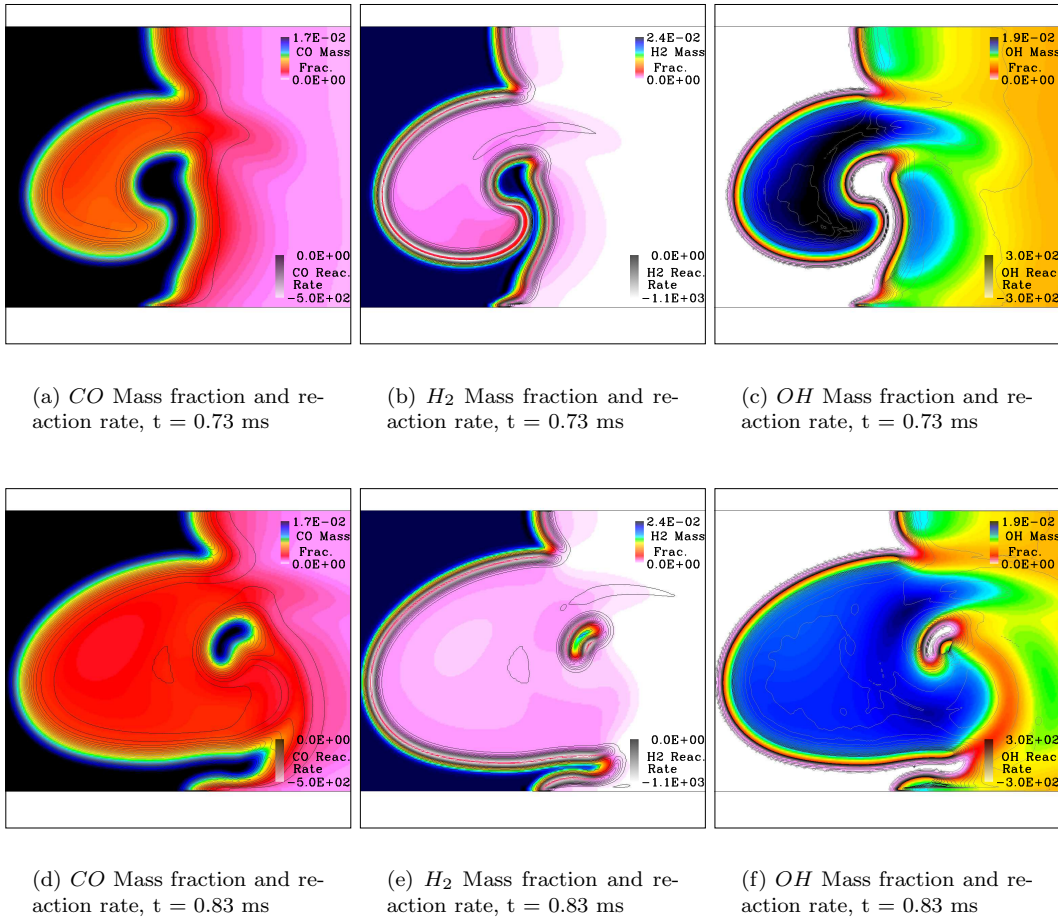 1.7E-02
CO Mass
Frac.
0.0E+00
0.0E+00
CO Reac.
Rate
-5.0E+02
2.4E-02
H2 Mass
Frac.
0.0E+00
0.0E+00
H2 Reac.
Rate
-1.1E+03
1.9E-02
OH Mass
Frac.
0.0E+00
3.0E+02
OH Reac.
Rate
-3.0E+02
(a) CO Mass fraction and re-
action rate, t = 0.73 ms
(b) H2 Mass fraction and re-
action rate, t = 0.73 ms
(c) OH Mass fraction and re-
action rate, t = 0.73 ms
1.7E-02
CO Mass
Frac.
0.0E+00
0.0E+00
CO Reac.
Rate
-5.0E+02
2.4E-02
H2 Mass
Frac.
0.0E+00
0.0E+00
H2 Reac.
Rate
-1.1E+03
1.9E-02
OH Mass
Frac.
0.0E+00
3.0E+02
OH Reac.
Rate
-3.0E+02
(d) CO Mass fraction and re-
action rate, t = 0.83 ms
(e) H2 Mass fraction and re-
action rate, t = 0.83 ms
(f) OH Mass fraction and re-
action rate, t = 0.83 ms